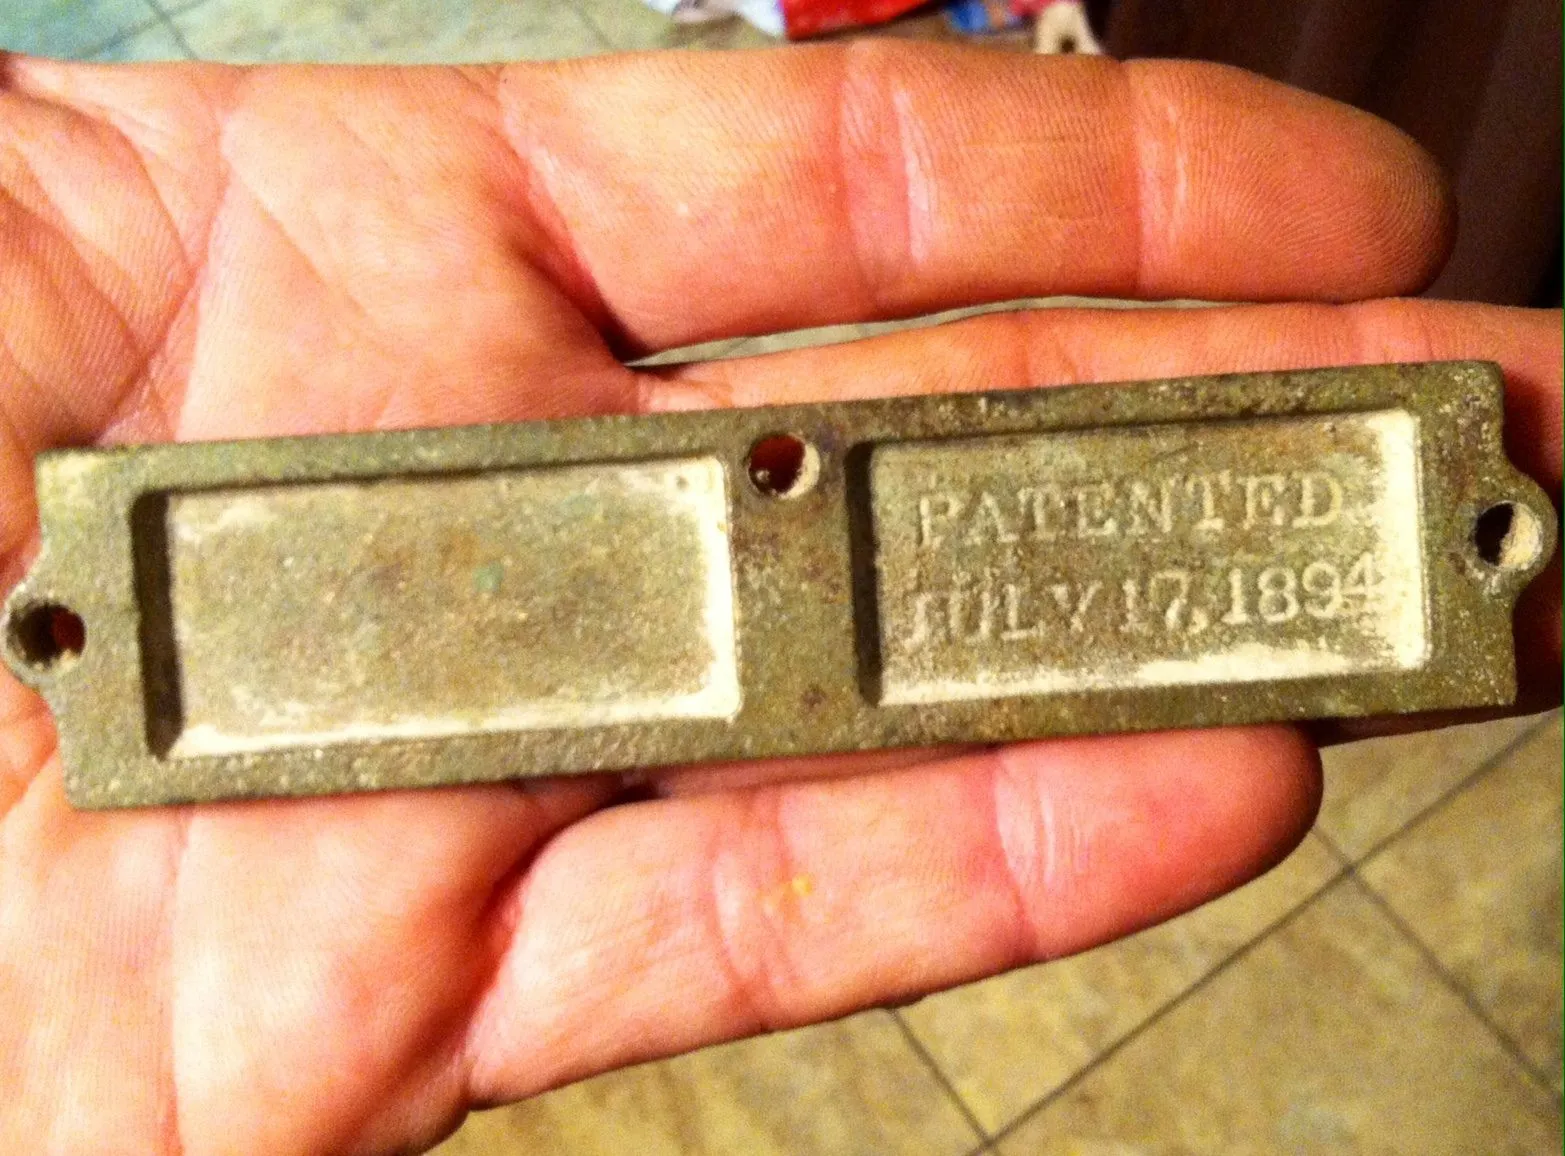 PATENTED
JULY 17, 1894